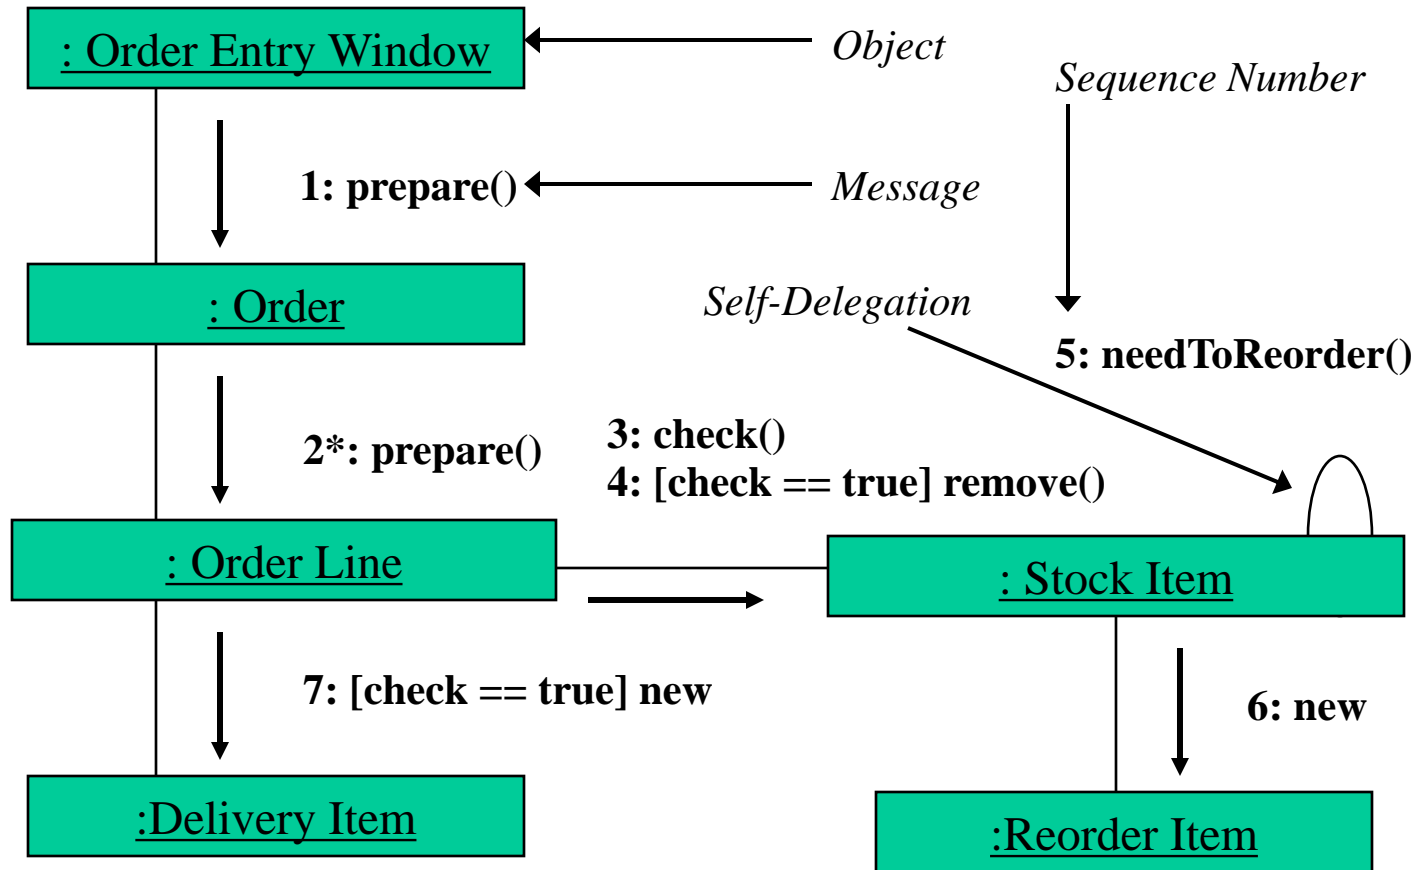 : Order Entry Window
Object
Sequence Number
1: prepare()
Message
: Order
Self-Delegation
5: needToReorder()
2*: prepare()
3: check()
4: [check == true] remove()
: Order Line
: Stock Item
7: [check == true] new
6: new
:Delivery Item
:Reorder Item